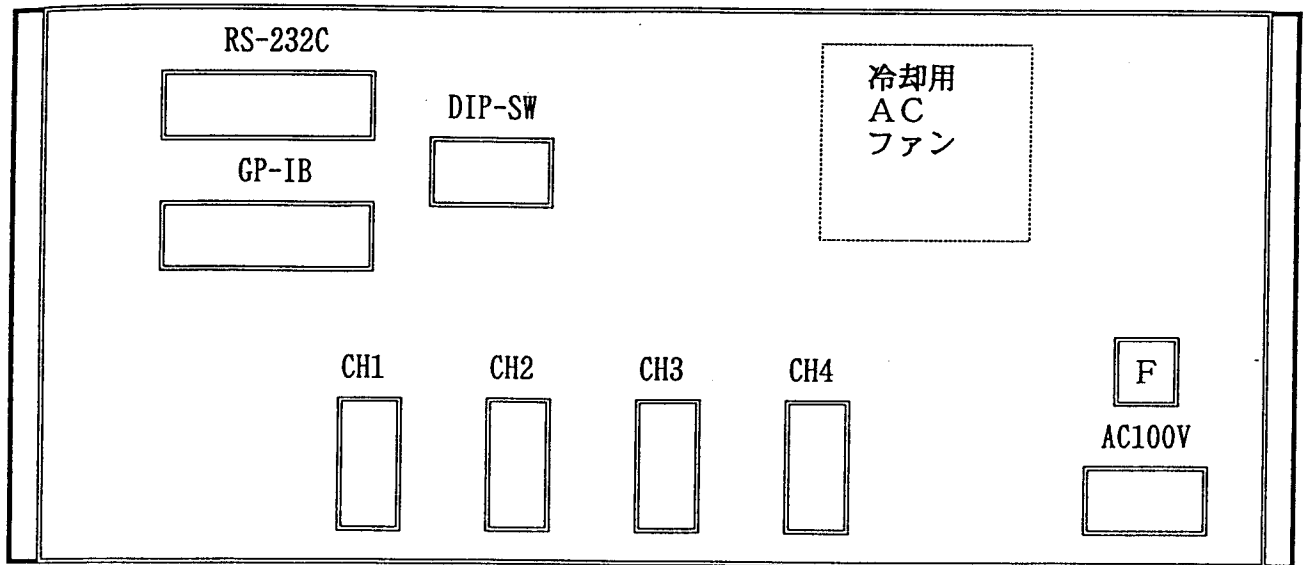 RS-232C
DIP-SW
GP-IB
冷却用
ＡＣ
ファン
CH1
CH2
CH3
CH4
F
AC100V